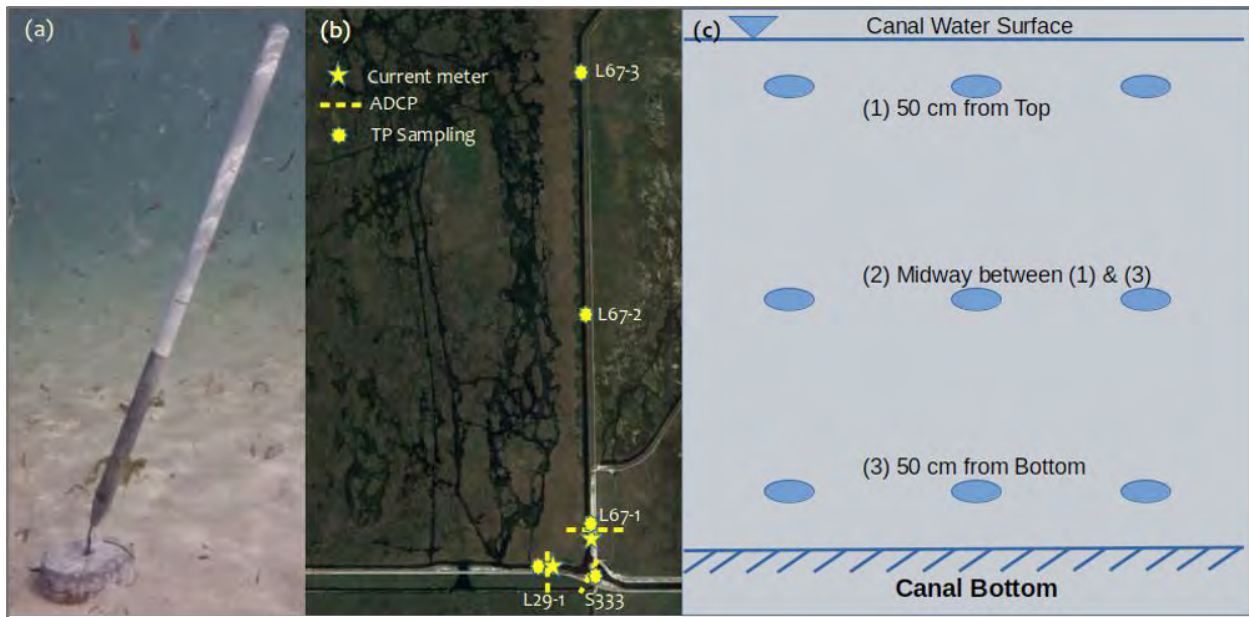 (a)
(b)
Current meter
ADCP
TP Sampling
L67-3
L67-2
L67-1
L29-1
S333
(c)
Canal Water Surface
(1) 50 cm from Top
(2) Midway between (1) & (3)
(3) 50 cm from Bottom
Canal Bottom